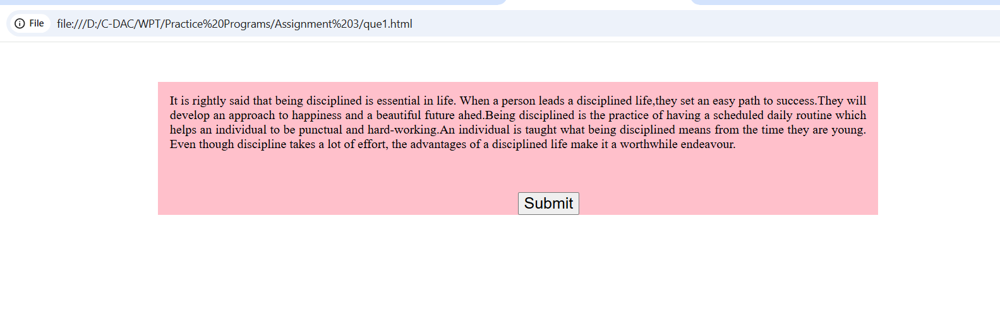 File file:///D:/C-DAC/WPT/Practice%20Programs/Assignment%203/que1.html
It is rightly said that being disciplined is essential in life. When a person leads a disciplined life,they set an easy path to success.They will
develop an approach to happiness and a beautiful future ahed.Being disciplined is the practice of having a scheduled daily routine which
helps an individual to be punctual and hard-working.An individual is taught what being disciplined means from the time they are young.
Even though discipline takes a lot of effort, the advantages of a disciplined life make it a worthwhile endeavour.
Submit